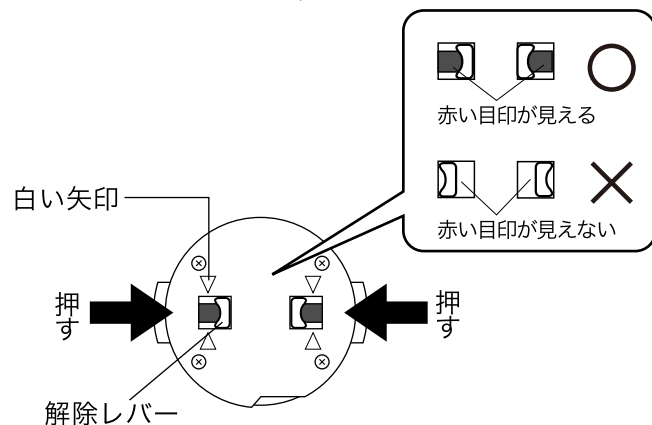 赤い目印が見える
赤い目印が見えない
白い矢印
押す
押す
解除レバー